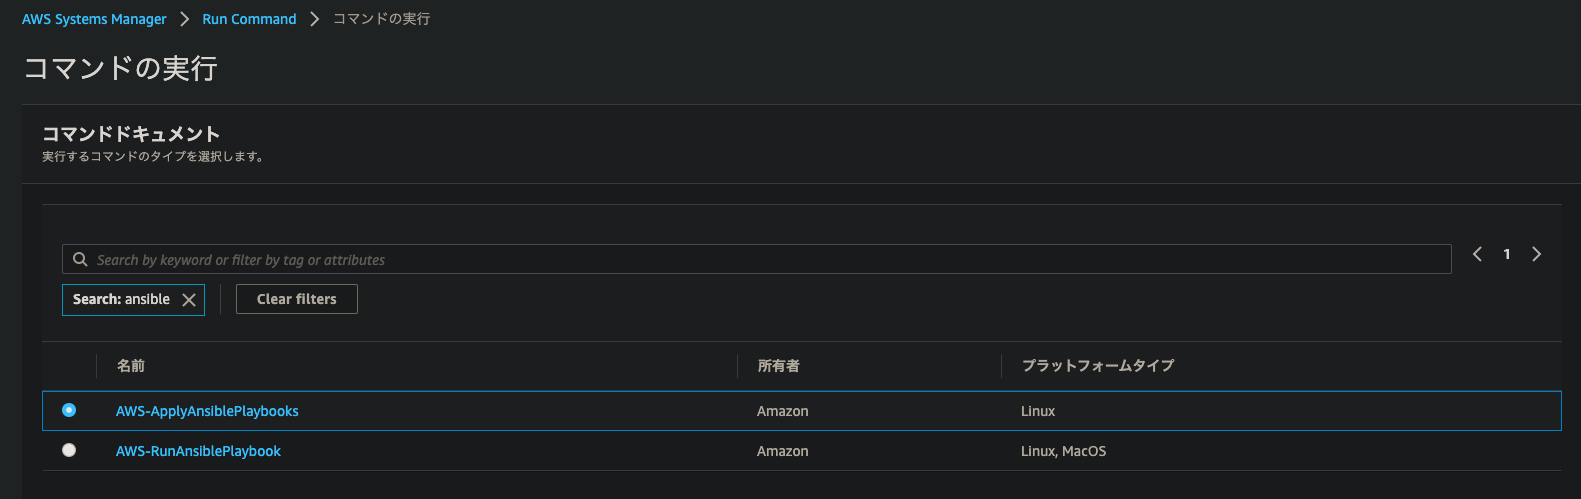 AWS Systems Manager > Run Command > コマンドの実行
コマンドの実行
コマンドドキュメント
実行するコマンドのタイプを選択します。
Search by keyword or filter by tag or attributes
1
Search: ansible
Clear filters
名前 所有者 プラットフォームタイプ
AWS-ApplyAnsiblePlaybooks Amazon Linux
AWS-RunAnsiblePlaybook Amazon Linux, MacOS